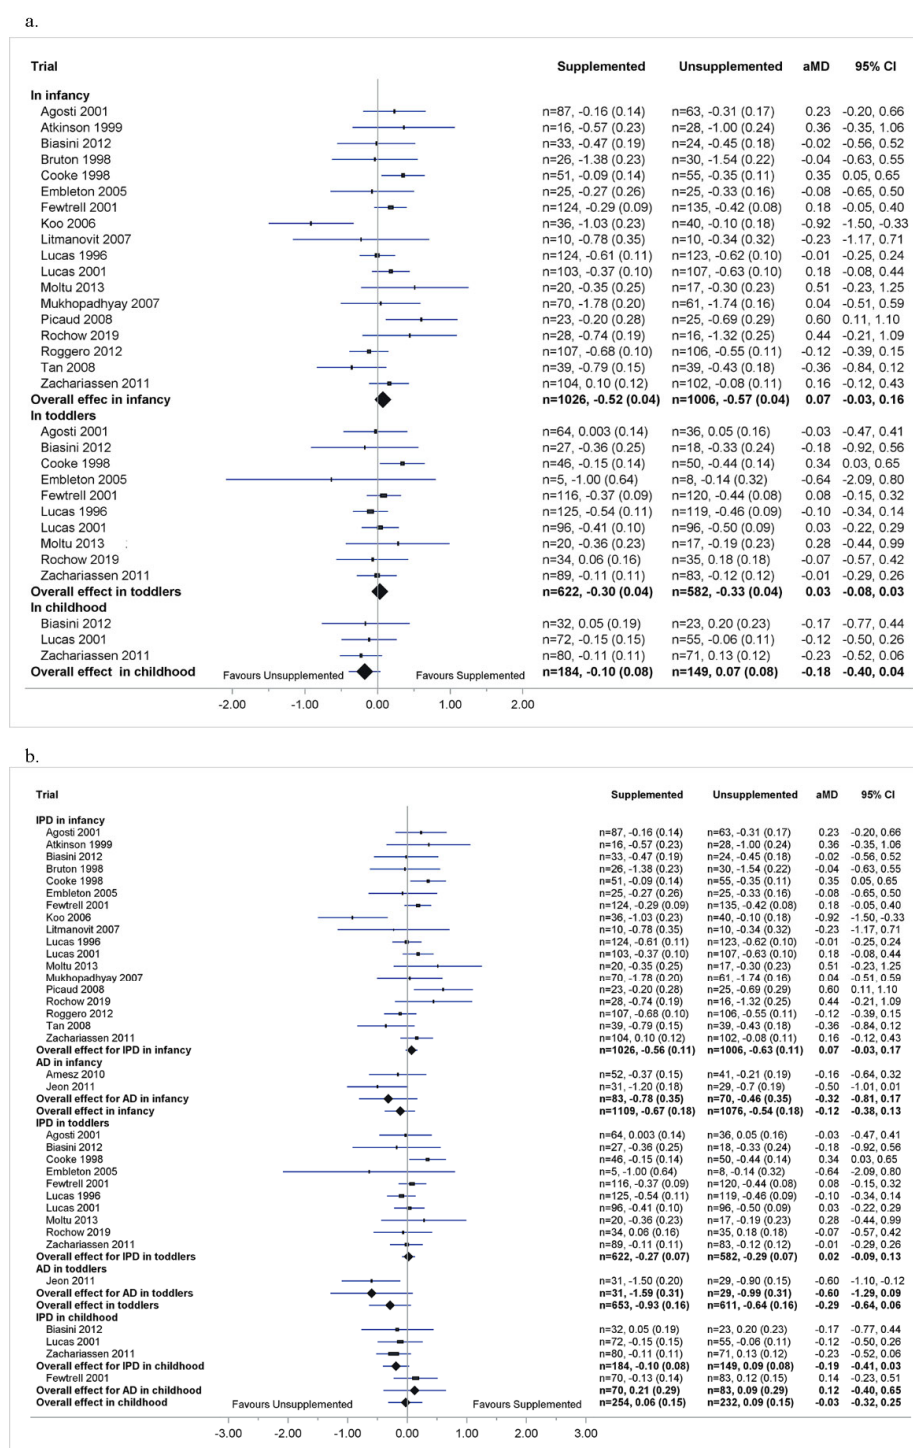 a.
Trial Supplemented Unsupplemented aMD 95% CI
In infancy
Agosti 2001 n=87, -0.16 (0.14) n=63, -0.31 (0.17) 0.23 -0.20, 0.66
Atkinson 1999 n=16, -0.57 (0.23) n=28, -1.00 (0.24) 0.36 -0.35, 1.06
Biasini 2012 n=33, -0.47 (0.19) n=24, -0.45 (0.18) -0.02 -0.56, 0.52
Bruton 1998 n=26, -1.38 (0.23) n=30, -1.54 (0.22) -0.04 -0.63, 0.55
Cooke 1998 n=51, -0.09 (0.14) n=55, -0.35 (0.11) 0.35 0.05, 0.65
Embleton 2005 n=25, -0.27 (0.26) n=25, -0.33 (0.16) -0.08 -0.65, 0.50
Fewtrell 2001 n=124, -0.29 (0.09) n=135, -0.42 (0.08) 0.18 -0.05, 0.40
Koo 2006 n=36, -1.03 (0.23) n=40, -0.10 (0.18) -0.92 -1.50, -0.33
Litmanovit 2007 n=10, -0.78 (0.35) n=10, -0.34 (0.32) -0.23 -1.17, 0.71
Lucas 1996 n=124, -0.61 (0.11) n=123, -0.62 (0.10) -0.01 -0.25, 0.24
Lucas 2001 n=103, -0.37 (0.10) n=107, -0.63 (0.10) 0.18 -0.08, 0.44
Moltu 2013 n=20, -0.35 (0.25) n=17, -0.30 (0.23) 0.51 -0.23, 1.25
Mukhopadhyay 2007 n=70, -1.78 (0.20) n=61, -1.74 (0.16) 0.04 -0.51, 0.59
Picaud 2008 n=23, -0.20 (0.28) n=25, -0.69 (0.29) 0.60 0.11, 1.10
Rochow 2019 n=28, -0.74 (0.19) n=16, -1.32 (0.25) 0.44 -0.21, 1.09
Roggero 2012 n=107, -0.68 (0.10) n=106, -0.55 (0.11) -0.12 -0.39, 0.15
Tan 2008 n=39, -0.79 (0.15) n=39, -0.43 (0.18) -0.36 -0.84, 0.12
Zachariassen 2011 n=104, 0.10 (0.12) n=102, -0.08 (0.11) 0.16 -0.12, 0.43
Overall effec in infancy n=1026, -0.52 (0.04) n=1006, -0.57 (0.04) 0.07 -0.03, 0.16
In toddlers
Agosti 2001 n=64, 0.003 (0.14) n=36, 0.05 (0.16) -0.03 -0.47, 0.41
Biasini 2012 n=27, -0.36 (0.25) n=18, -0.33 (0.24) -0.18 -0.92, 0.56
Cooke 1998 n=46, -0.15 (0.14) n=50, -0.44 (0.14) 0.34 0.03, 0.65
Embleton 2005 n=5, -1.00 (0.64) n=8, -0.14 (0.32) -0.64 -2.09, 0.80
Fewtrell 2001 n=116, -0.37 (0.09) n=120, -0.44 (0.08) 0.08 -0.15, 0.32
Lucas 1996 n=125, -0.54 (0.11) n=119, -0.46 (0.09) -0.10 -0.34, 0.14
Lucas 2001 n=96, -0.41 (0.10) n=96, -0.50 (0.09) 0.03 -0.22, 0.29
Moltu 2013 n=20, -0.36 (0.23) n=17, -0.19 (0.23) 0.28 -0.44, 0.99
Rochow 2019 n=34, 0.06 (0.16) n=35, 0.18 (0.18) -0.07 -0.57, 0.42
Zachariassen 2011 n=89, -0.11 (0.11) n=83, -0.12 (0.12) -0.01 -0.29, 0.26
Overall effect in toddlers n=622, -0.30 (0.04) n=582, -0.33 (0.04) 0.03 -0.08, 0.03
In childhood
Biasini 2012 n=32, 0.05 (0.19) n=23, 0.20 (0.23) -0.17 -0.77, 0.44
Lucas 2001 n=72, -0.15 (0.15) n=55, -0.06 (0.11) -0.12 -0.50, 0.26
Zachariassen 2011 n=80, -0.11 (0.11) n=71, 0.13 (0.12) -0.23 -0.52, 0.06
Overall effect in childhood Favours Unsupplemented Favours Supplemented n=184, -0.10 (0.08) n=149, 0.07 (0.08) -0.18 -0.40, 0.04
-2.00 -1.00 0.00 1.00 2.00
b.
Trial Supplemented Unsupplemented aMD 95% CI
IPD in infancy
Agosti 2001 n=87, -0.16 (0.14) n=63, -0.31 (0.17) 0.23 -0.20, 0.66
Atkinson 1999 n=16, -0.57 (0.23) n=28, -1.00 (0.24) 0.36 -0.35, 1.06
Biasini 2012 n=33, -0.47 (0.19) n=24, -0.45 (0.18) -0.02 -0.56, 0.52
Bruton 1998 n=26, -1.38 (0.23) n=30, -1.54 (0.22) -0.04 -0.63, 0.55
Cooke 1998 n=51, -0.09 (0.14) n=55, -0.35 (0.11) 0.35 0.05, 0.65
Embleton 2005 n=25, -0.27 (0.26) n=25, -0.33 (0.16) -0.08 -0.65, 0.50
Fewtrell 2001 n=124, -0.29 (0.09) n=135, -0.42 (0.08) 0.18 -0.05, 0.40
Koo 2006 n=36, -1.03 (0.23) n=40, -0.10 (0.18) -0.92 -1.50, -0.33
Litmanovit 2007 n=10, -0.78 (0.35) n=10, -0.34 (0.32) -0.23 -1.17, 0.71
Lucas 1996 n=124, -0.61 (0.11) n=123, -0.62 (0.10) -0.01 -0.25, 0.24
Lucas 2001 n=103, -0.37 (0.10) n=107, -0.63 (0.10) 0.18 -0.08, 0.44
Moltu 2013 n=20, -0.35 (0.25) n=17, -0.30 (0.23) 0.51 -0.23, 1.25
Mukhopadhyay 2007 n=70, -1.78 (0.20) n=61, -1.74 (0.16) 0.04 -0.51, 0.59
Picaud 2008 n=23, -0.20 (0.28) n=25, -0.69 (0.29) 0.60 0.11, 1.10
Rochow 2019 n=28, -0.74 (0.19) n=16, -1.32 (0.25) 0.44 -0.21, 1.09
Roggero 2012 n=107, -0.68 (0.10) n=106, -0.55 (0.11) -0.12 -0.39, 0.15
Tan 2008 n=39, -0.79 (0.15) n=39, -0.43 (0.18) -0.36 -0.84, 0.12
Zachariassen 2011 n=104, 0.10 (0.12) n=102, -0.08 (0.11) 0.16 -0.12, 0.43
Overall effect for IPD in infancy n=1026, -0.56 (0.11) n=1006, -0.63 (0.11) 0.07 -0.03, 0.17
AD in infancy
Amesz 2010 n=52, -0.37 (0.15) n=41, -0.21 (0.19) -0.16 -0.64, 0.32
Jeon 2011 n=31, -1.20 (0.18) n=29, -0.7 (0.19) -0.50 -1.01, 0.01
Overall effect for AD in infancy n=83, -0.78 (0.35) n=70, -0.46 (0.35) -0.32 -0.81, 0.17
Overall effect in infancy n=1109, -0.67 (0.18) n=1076, -0.54 (0.18) -0.12 -0.38, 0.13
IPD in toddlers
Agosti 2001 n=64, 0.003 (0.14) n=36, 0.05 (0.16) -0.03 -0.47, 0.41
Biasini 2012 n=27, -0.36 (0.25) n=18, -0.33 (0.24) -0.18 -0.92, 0.56
Cooke 1998 n=46, -0.15 (0.14) n=50, -0.44 (0.14) 0.34 0.03, 0.65
Embleton 2005 n=5, -1.00 (0.64) n=8, -0.14 (0.32) -0.64 -2.09, 0.80
Fewtrell 2001 n=116, -0.37 (0.09) n=120, -0.44 (0.08) 0.08 -0.15, 0.32
Lucas 1996 n=125, -0.54 (0.11) n=119, -0.46 (0.09) -0.10 -0.34, 0.14
Lucas 2001 n=96, -0.41 (0.10) n=96, -0.50 (0.09) 0.03 -0.22, 0.29
Moltu 2013 n=20, -0.36 (0.23) n=17, -0.19 (0.23) 0.28 -0.44, 0.99
Rochow 2019 n=34, 0.06 (0.16) n=35, 0.18 (0.18) -0.07 -0.57, 0.42
Zachariassen 2011 n=89, -0.11 (0.11) n=83, -0.12 (0.12) -0.01 -0.29, 0.26
Overall effect for IPD in toddlers n=622, -0.27 (0.07) n=582, -0.29 (0.07) 0.02 -0.09, 0.13
AD in toddlers
Jeon 2011 n=31, -1.50 (0.20) n=29, -0.90 (0.15) -0.60 -1.10, -0.12
Overall effect for AD in toddlers n=31, -1.59 (0.31) n=29, -0.99 (0.31) -0.60 -1.29, 0.09
Overall effect in toddlers n=653, -0.93 (0.16) n=611, -0.64 (0.16) -0.29 -0.64, 0.06
IPD in childhood
Biasini 2012 n=32, 0.05 (0.19) n=23, 0.20 (0.23) -0.17 -0.77, 0.44
Lucas 2001 n=72, -0.15 (0.15) n=55, -0.06 (0.11) -0.12 -0.50, 0.26
Zachariassen 2011 n=80, -0.11 (0.11) n=71, 0.13 (0.12) -0.23 -0.52, 0.06
Overall effect for IPD in childhood n=184, -0.10 (0.08) n=149, 0.09 (0.08) -0.19 -0.41, 0.03
Fewtrell 2001 n=70, -0.13 (0.14) n=83, 0.12 (0.15) 0.14 -0.23, 0.51
Overall effect for AD in childhood n=70, 0.21 (0.29) n=83, 0.09 (0.29) 0.12 -0.40, 0.65
Overall effect in childhood Favours Unsupplemented Favours Supplemented n=254, 0.06 (0.15) n=232, 0.09 (0.15) -0.03 -0.32, 0.25
-3.00 -2.00 -1.00 0.00 1.00 2.00 3.00